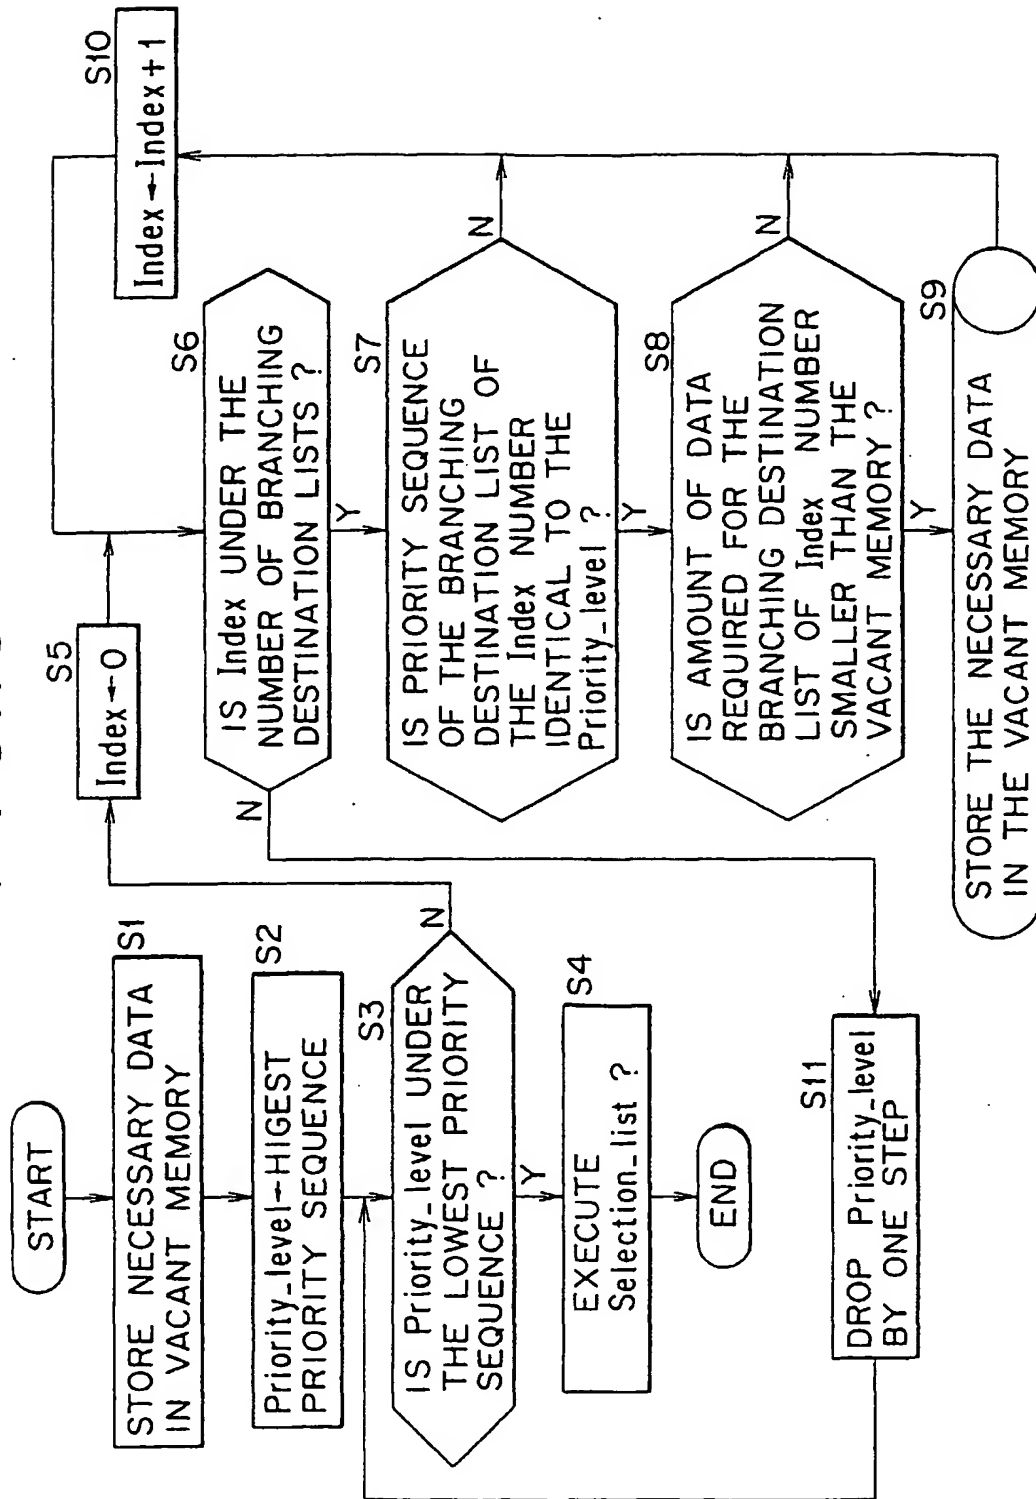 START
S1
STORE NECESSARY DATA
IN VACANT MEMORY
S2
Priority_level←HIGEST
PRIORITY SEQUENCE
S3
IS Priority_level UNDER
THE LOWEST PRIORITY
SEQUENCE ?
N
Y
S4
EXECUTE
Selection_list ?
END
S5
Index←0
S10
Index←Index+1
S6
IS Index UNDER THE
NUMBER OF BRANCHING
DESTINATION LISTS ?
N
Y
S7
IS PRIORITY SEQUENCE
OF THE BRANCHING
DESTINATION LIST OF
THE Index NUMBER
IDENTICAL TO THE
Priority_level ?
N
Y
S8
IS AMOUNT OF DATA
REQUIRED FOR THE
BRANCHING DESTINATION
LIST OF Index NUMBER
SMALLER THAN THE
VACANT MEMORY ?
N
Y
S9
STORE THE NECESSARY DATA
IN THE VACANT MEMORY
S11
DROP Priority_level
BY ONE STEP